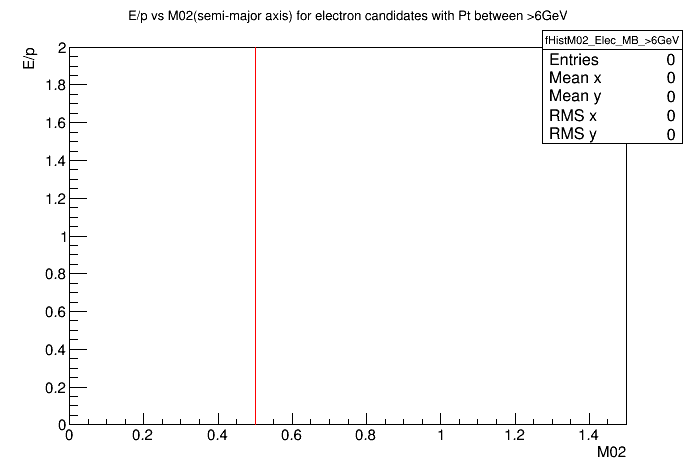 E/p vs M02(semi-major axis) for electron candidates with Pt between >6GeV
fHistM02_Elec_MB_>6GeV
Entries 0
Mean x 0
Mean y 0
RMS x 0
RMS y 0
E/p
2
1.8
1.6
1.4
1.2
1
0.8
0.6
0.4
0.2
0
0 0.2 0.4 0.6 0.8 1 1.2 1.4
M02